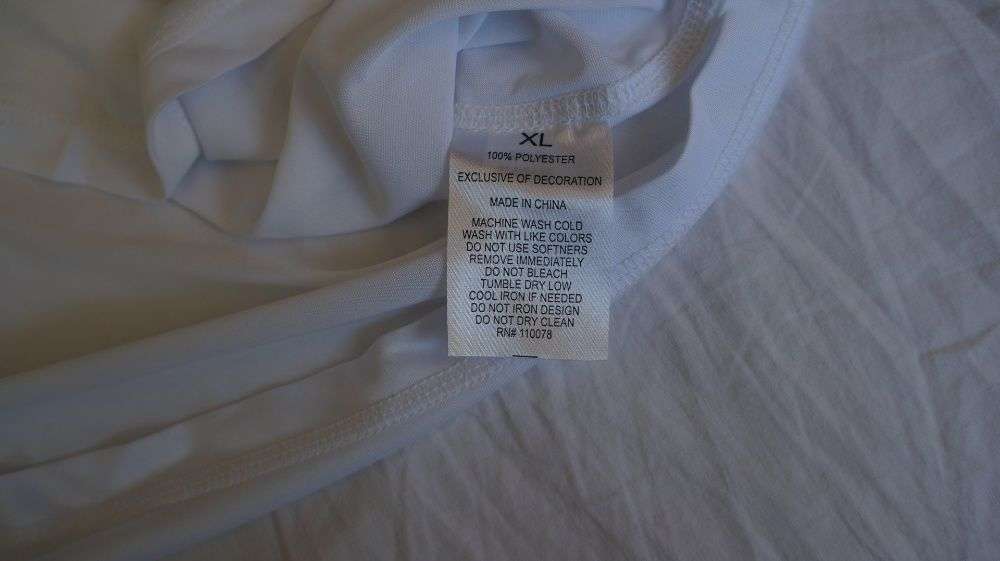 XL
100% POLYESTER
EXCLUSIVE OF DECORATION
MADE IN CHINA
MACHINE WASH COLD
WASH WITH LIKE COLORS
DO NOT USE SOFTNERS
REMOVE IMMEDIATELY
DO NOT BLEACH
TUMBLE DRY LOW
COOL IRON IF NEEDED
DO NOT IRON DESIGN
DO NOT DRY CLEAN
RN# 110078